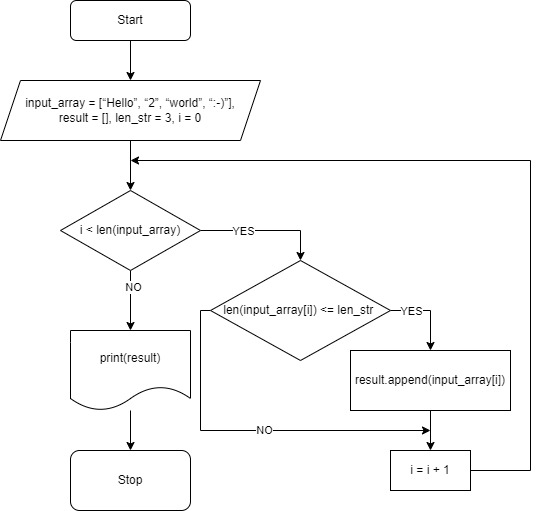 Start
input_array = [“Hello”, “2”, “world”, “:-)”],
result = [], len_str = 3, i = 0
i < len(input_array)
YES
NO
len(input_array[i]) <= len_str
YES
print(result)
result.append(input_array[i])
NO
i = i + 1
Stop